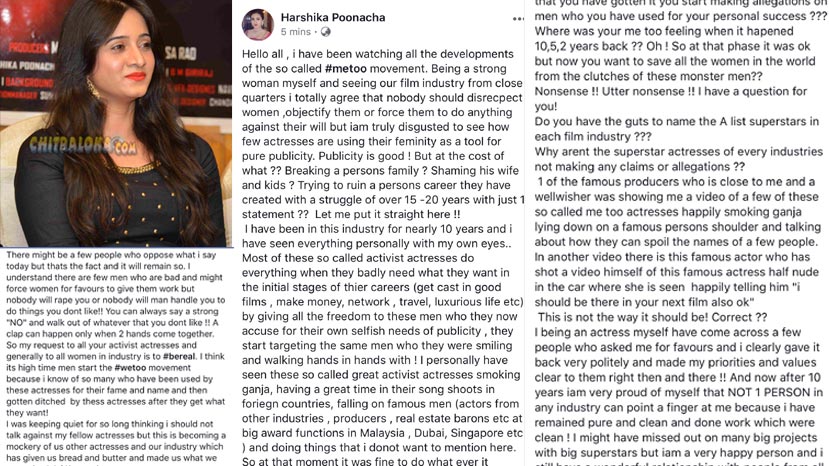 PRODUCED
SA RAO
SHIKA POONACHA
G M SHIRIRAJ
BACKGROUND
CHITRALOKA.COM
There might be a few people who oppose what i say
today but thats the fact and it will remain so. I
understand there are few men who are bad and might
force women for favours to give them work but
nobody will rape you or nobody will man handle you to
do things you dont like!! You can always say a strong
"NO" and walk out of whatever that you dont like !! A
clap can happen only when 2 hands come together.
So my request to all your activist actresses and
generally to all women in industry is to #bereal. I think
its high time men start the #wetoo movement
because i know of so many who have been used by
these actresses for their fame and name and then
gotten ditched by thess actresses after they get what
they want!
I was keeping quiet for so long thinking i should not
talk against my fellow actresses but this is becoming a
mockery of us other actresses and our industry which
has given us bread and butter and made us what we
Harshika Poonacha
5 mins •
Hello all , i have been watching all the developments
of the so called #metoo movement. Being a strong
woman myself and seeing our film industry from close
quarters i totally agree that nobody should disrecpect
women ,objectify them or force them to do anything
against their will but iam truly disgusted to see how
few actresses are using their feminity as a tool for
pure publicity. Publicity is good ! But at the cost of
what ?? Breaking a persons family ? Shaming his wife
and kids ? Trying to ruin a persons career they have
created with a struggle of over 15 -20 years with just 1
statement ?? Let me put it straight here !!
I have been in this industry for nearly 10 years and i
have seen everything personally with my own eyes..
Most of these so called activist actresses do
everything when they badly need what they want in
the initial stages of thier careers (get cast in good
films , make money, network , travel, luxurious life etc)
by giving all the freedom to these men who they now
accuse for their own selfish needs of publicity , they
start targeting the same men who they were smiling
and walking hands in hands with ! I personally have
seen these so called great activist actresses smoking
ganja, having a great time in their song shoots in
foriegn countries, falling on famous men (actors from
other industries , producers , real estate barons etc at
big award functions in Malaysia , Dubai, Singapore etc
) and doing things that i donot want to mention here.
So at that moment it was fine to do what ever it
that you have gotten it you start making allegations on
men who you have used for your personal success ???
Where was your me too feeling when it hapened
10,5,2 years back ?? Oh ! So at that phase it was ok
but now you want to save all the women in the world
from the clutches of these monster men??
Nonsense !! Utter nonsense !! I have a question for
you!
Do you have the guts to name the A list superstars in
each film industry ???
Why arent the superstar actresses of every industries
not making any claims or allegations ??
1 of the famous producers who is close to me and a
wellwisher was showing me a video of a few of these
so called me too actresses happily smoking ganja
lying down on a famous persons shoulder and talking
about how they can spoil the names of a few people.
In another video there is this famous actor who has
shot a video himself of this famous actress half nude
in the car where she is seen happily telling him "i
should be there in your next film also ok"
This is not the way it should be! Correct ??
I being an actress myself have come across a few
people who asked me for favours and i clearly gave it
back very politely and made my priorities and values
clear to them right then and there !! And now after 10
years iam very proud of myself that NOT 1 PERSON in
any industry can point a finger at me because i have
remained pure and clean and done work which were
clean ! I might have missed out on many big projects
with big superstars but iam a very happy person and i